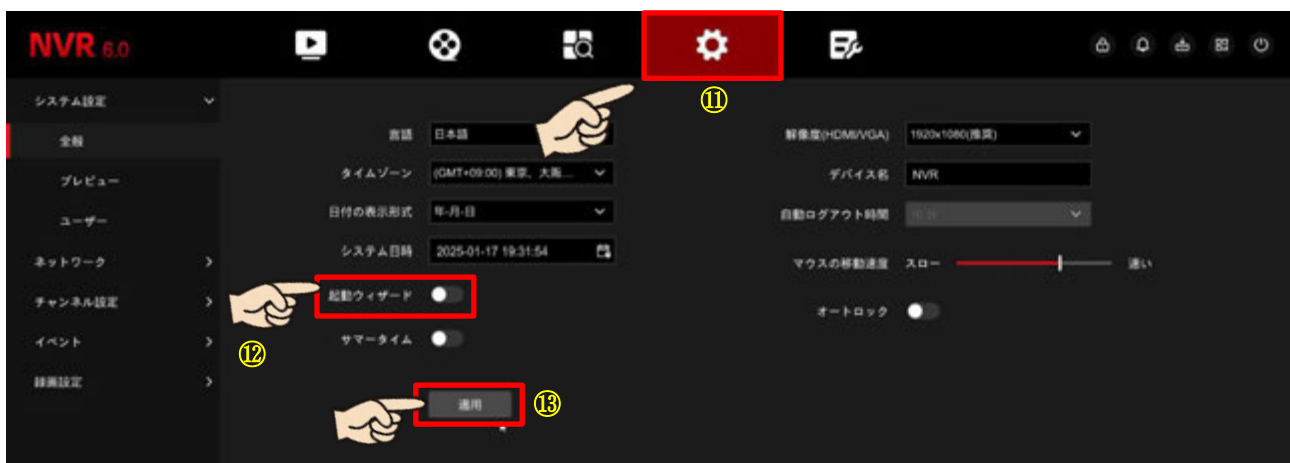 NVR 6.0
⑪
システム設定
全般
プレビュー
ユーザー
ネットワーク
チャンネル設定
イベント
録画設定
言語 日本語
タイムゾーン (GMT+09:00) 東京、大阪...
日付の表示形式 年-月-日
システム日時 2025-01-17 19:31:54
起動ウィザード
⑫
サマータイム
適用
⑬
解像度(HDMI/VGA) 1920x1080(推奨)
デバイス名 NVR
自動ログアウト時間
マウスの移動速度 スロー 速い
オートロック